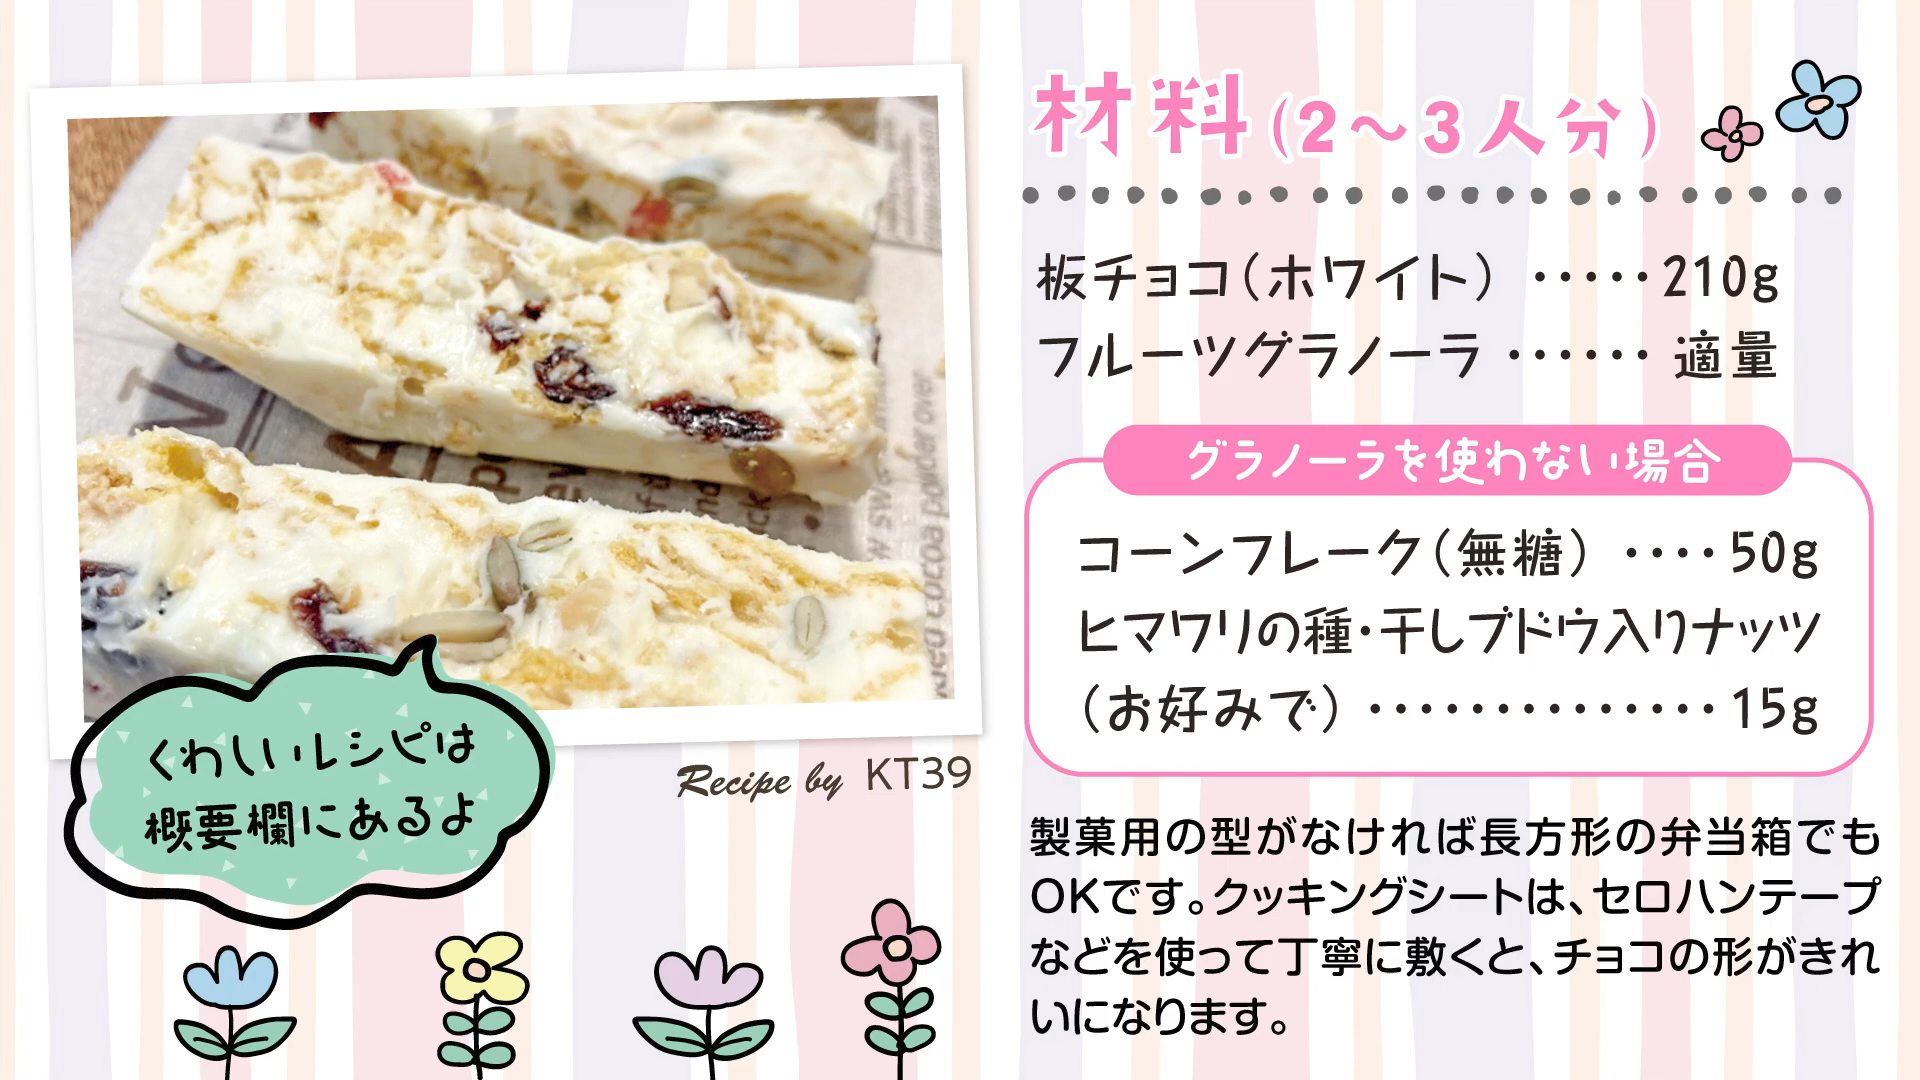 材料(2〜3人分)
板チョコ(ホワイト) ・・・・・210g
フルーツグラノーラ ・・・・・・ 適量
グラノーラを使わない場合
コーンフレーク(無糖) ・・・・50g
ヒマワリの種・干しブドウ入りナッツ
(お好みで) ・・・・・・・・・・・・・・15g
製菓用の型がなければ長方形の弁当箱でも
OKです。クッキングシートは、セロハンテープ
などを使って丁寧に敷くと、チョコの形がきれ
いになります。
くわしいレシピは
概要欄にあるよ
Recipe by KT39